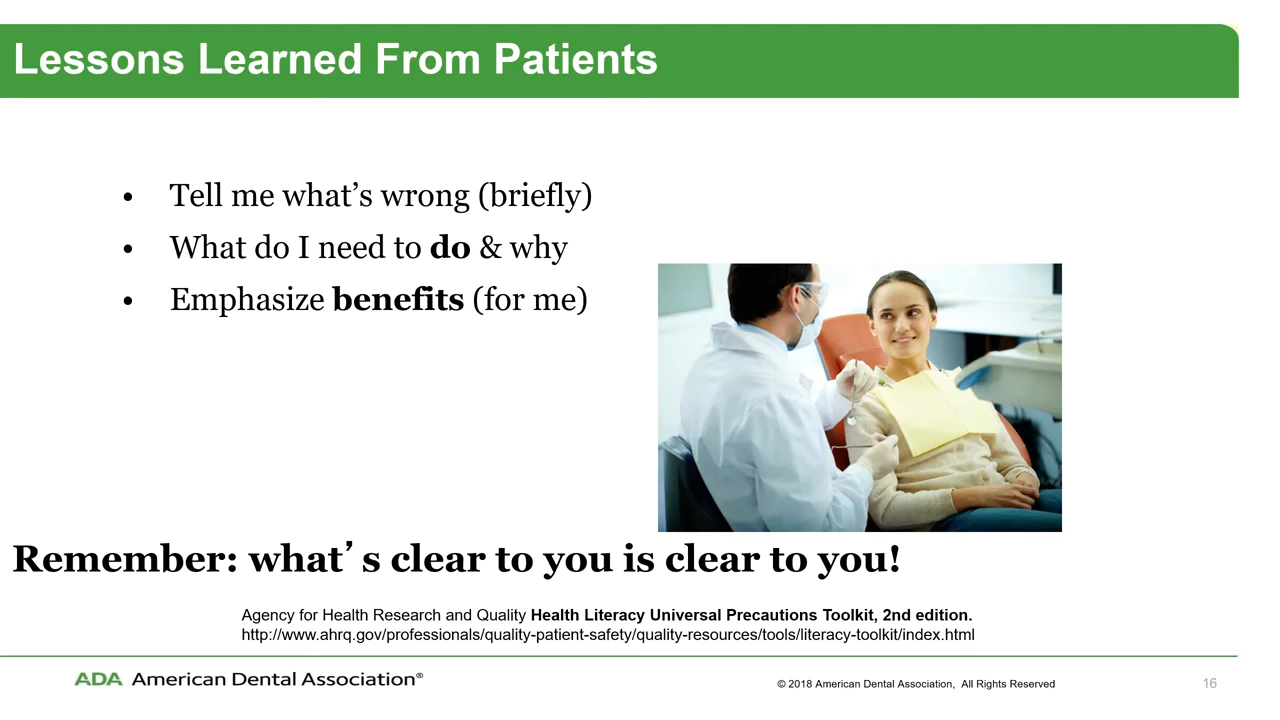 Lessons Learned From Patients
• Tell me what’s wrong (briefly)
• What do I need to do & why
• Emphasize benefits (for me)
Remember: what’s clear to you is clear to you!
Agency for Health Research and Quality Health Literacy Universal Precautions Toolkit, 2nd edition.
http://www.ahrq.gov/professionals/quality-patient-safety/quality-resources/tools/literacy-toolkit/index.html
ADA American Dental Association®
© 2018 American Dental Association, All Rights Reserved
16